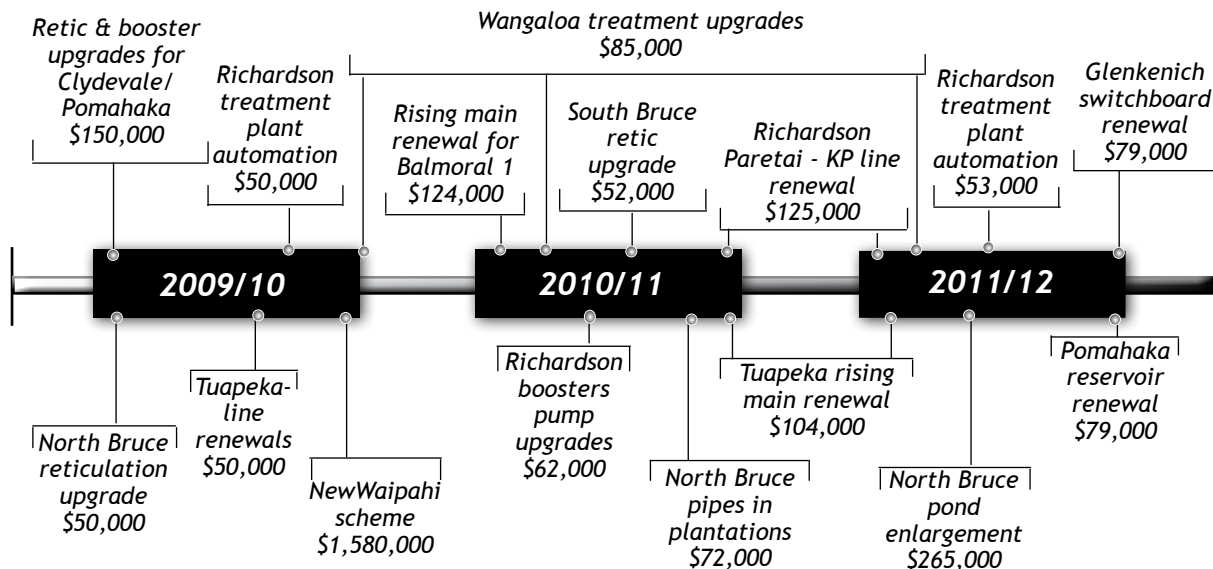 Retic & booster
upgrades for
Clydevale/
Pomahaka
$150,000
Richardson
treatment
plant
automation
$50,000
Wangaloa treatment upgrades
$85,000
Rising main
renewal for
Balmoral 1
$124,000
South Bruce
retic
upgrade
$52,000
Richardson
Paretai - KP line
renewal
$125,000
Richardson
treatment
plant
automation
$53,000
Glenkenich
switchboard
renewal
$79,000
2009/10
2010/11
2011/12
North Bruce
reticulation
upgrade
$50,000
Tuapeka-
line
renewals
$50,000
NewWaipahi
scheme
$1,580,000
Richardson
boosters
pump
upgrades
$62,000
North Bruce
pipes in
plantations
$72,000
Tuapeka rising
main renewal
$104,000
North Bruce
pond
enlargement
$265,000
Pomahaka
reservoir
renewal
$79,000